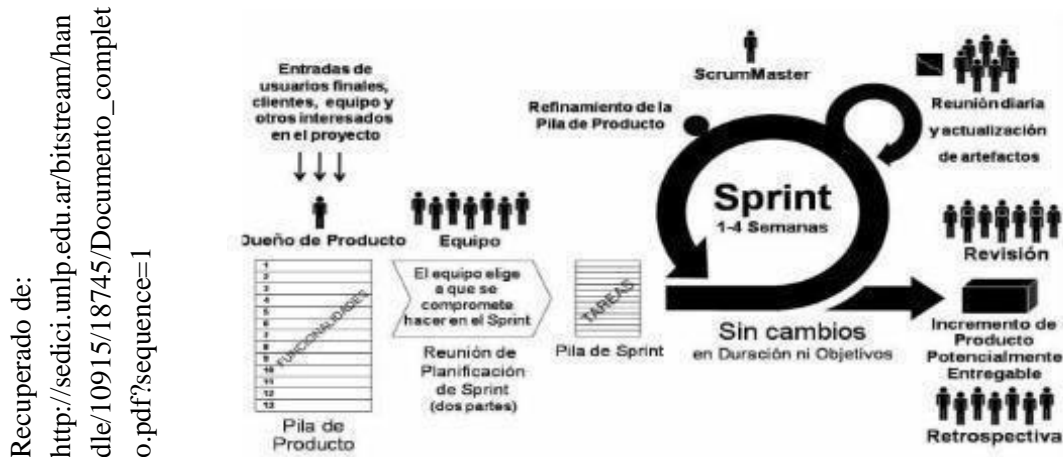 Recuperado de:
http://sedici.unlp.edu.ar/bitstream/han
dle/10915/18745/Documento_complet
o.pdf?sequence=1
Entradas de
usuarios finales,
clientes, equipo y
otros interesados
en el proyecto
Dueño de Producto
1
2
3
4
5
6
7
8
9
10
11
12
13
FUNCIONALIDADES
Pila de
Producto
Equipo
El equipo elige
a que se
compromete
hacer en el Sprint
Reunión de
Planificación
de Sprint
(dos partes)
TAREAS
Pila de Sprint
ScrumMaster
Refinamiento de la
Pila de Producto
Sprint
1-4 Semanas
Sin cambios
en Duración ni Objetivos
Reunión diaria
y actualización
de artefactos
Revisión
Incremento de
Producto
Potencialmente
Entregable
Retrospectiva